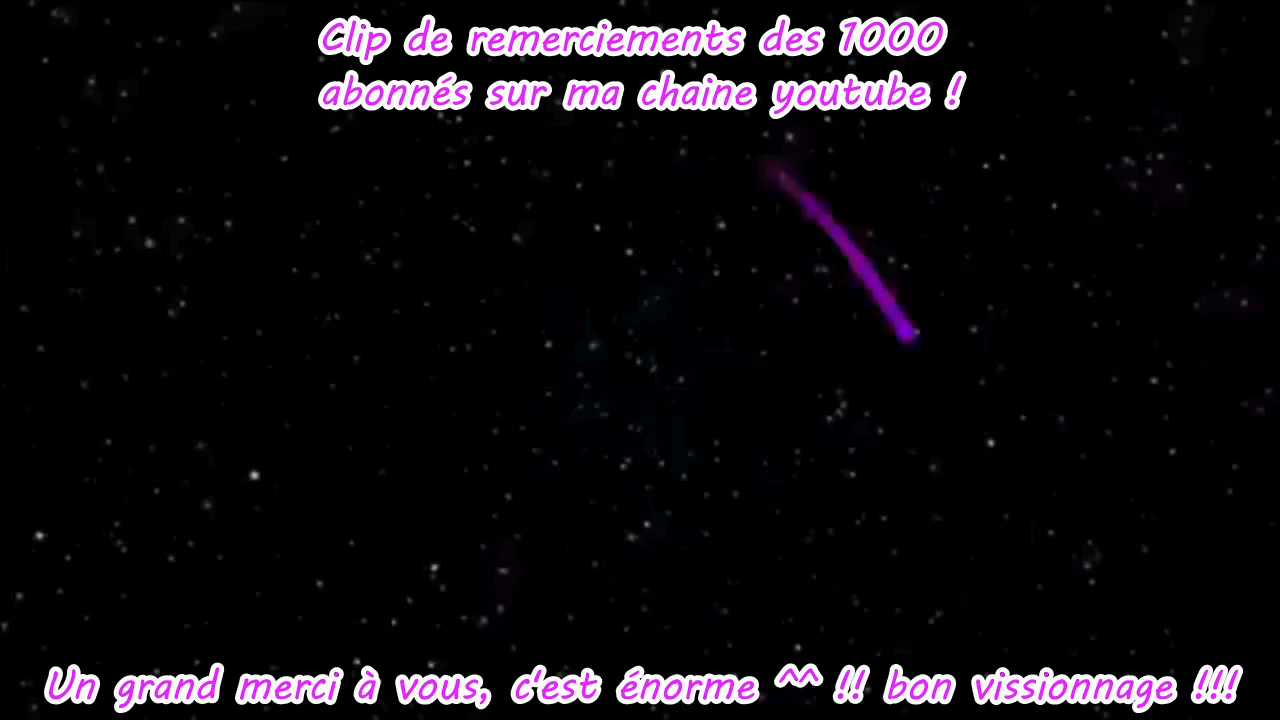 Clip de remerciements des 1000
abonnés sur ma chaine youtube !
Un grand merci à vous, c'est énorme ^^ !! bon vissionnage !!!